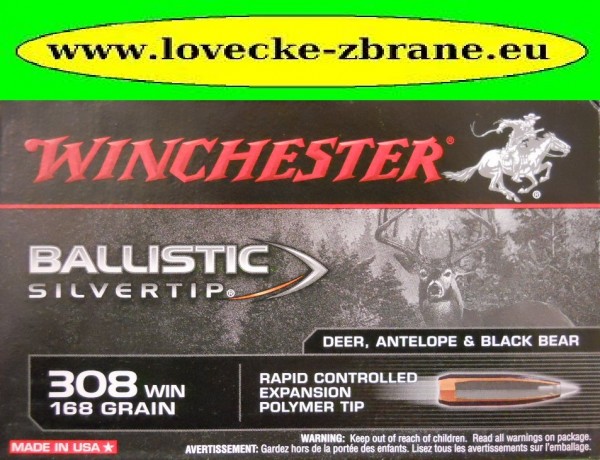 www.lovecke-zbrane.eu
WINCHESTER®
BALLISTIC
SILVERTIP®
DEER, ANTELOPE & BLACK BEAR
308 WIN
168 GRAIN
RAPID CONTROLLED
EXPANSION
POLYMER TIP
MADE IN USA
WARNING: Keep out of reach of children. Read all warnings on package.
AVERTISSEMENT: Gardez hors de la portée des enfants. Lisez tous les avertissements sur l'emballage.